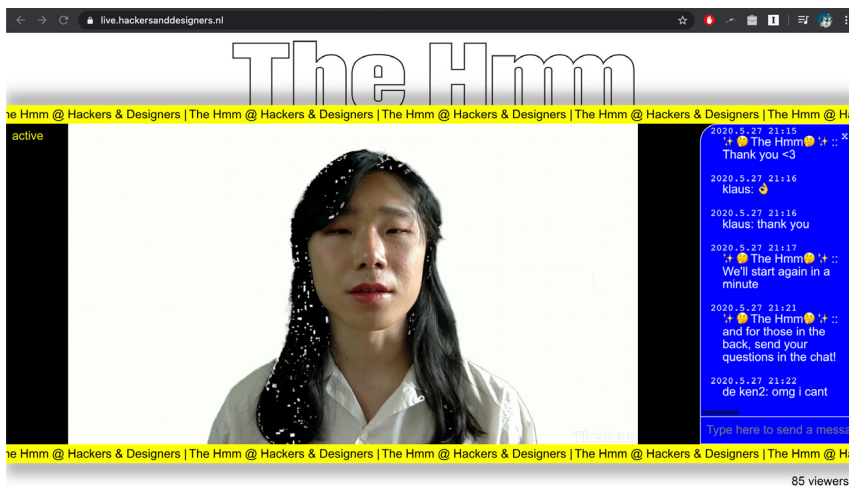 live.hackersanddesigners.nl
The Hmm
he Hmm @ Hackers & Designers | The Hmm @ Hackers & Designers | The Hmm @ Hackers & Designers | The Hmm @ Hackers & Designers | The Hmm @ Ha
active
x
2020.5.27 21:15
✨🤔The Hmm🤔✨::
Thank you <3
2020.5.27 21:16
klaus: 👌
2020.5.27 21:16
klaus: thank you
2020.5.27 21:17
✨🤔The Hmm🤔✨::
We'll start again in a
minute
2020.5.27 21:21
✨🤔The Hmm🤔✨::
and for those in the
back, send your
questions in the chat!
2020.5.27 21:22
de ken2: omg i cant
The Hmm
Type here to send a messa
he Hmm @ Hackers & Designers | The Hmm @ Hackers & Designers | The Hmm @ Hackers & Designers | The Hmm @ Hackers & Designers | The Hmm @ Ha
85 viewers